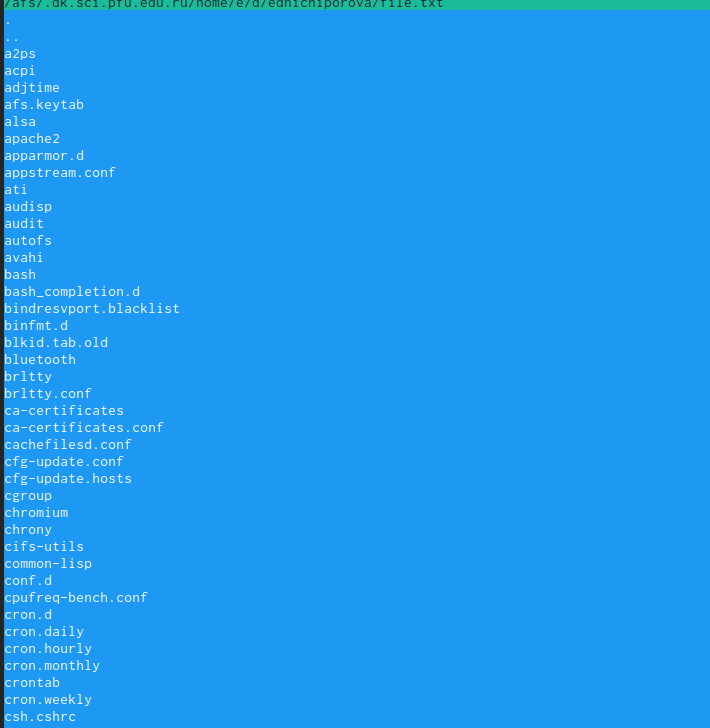 /afs/.dk.sci.pfu.edu.ru/home/e/d/ednichiporova/file.txt
.
..
a2ps
acpi
adjtime
afs.keytab
alsa
apache2
apparmor.d
appstream.conf
ati
audisp
audit
autofs
avahi
bash
bash_completion.d
bindresvport.blacklist
binfmt.d
blkid.tab.old
bluetooth
brltty
brltty.conf
ca-certificates
ca-certificates.conf
cachefilesd.conf
cfg-update.conf
cfg-update.hosts
cgroup
chromium
chrony
cifs-utils
common-lisp
conf.d
cpufreq-bench.conf
cron.d
cron.daily
cron.hourly
cron.monthly
crontab
cron.weekly
csh.cshrc